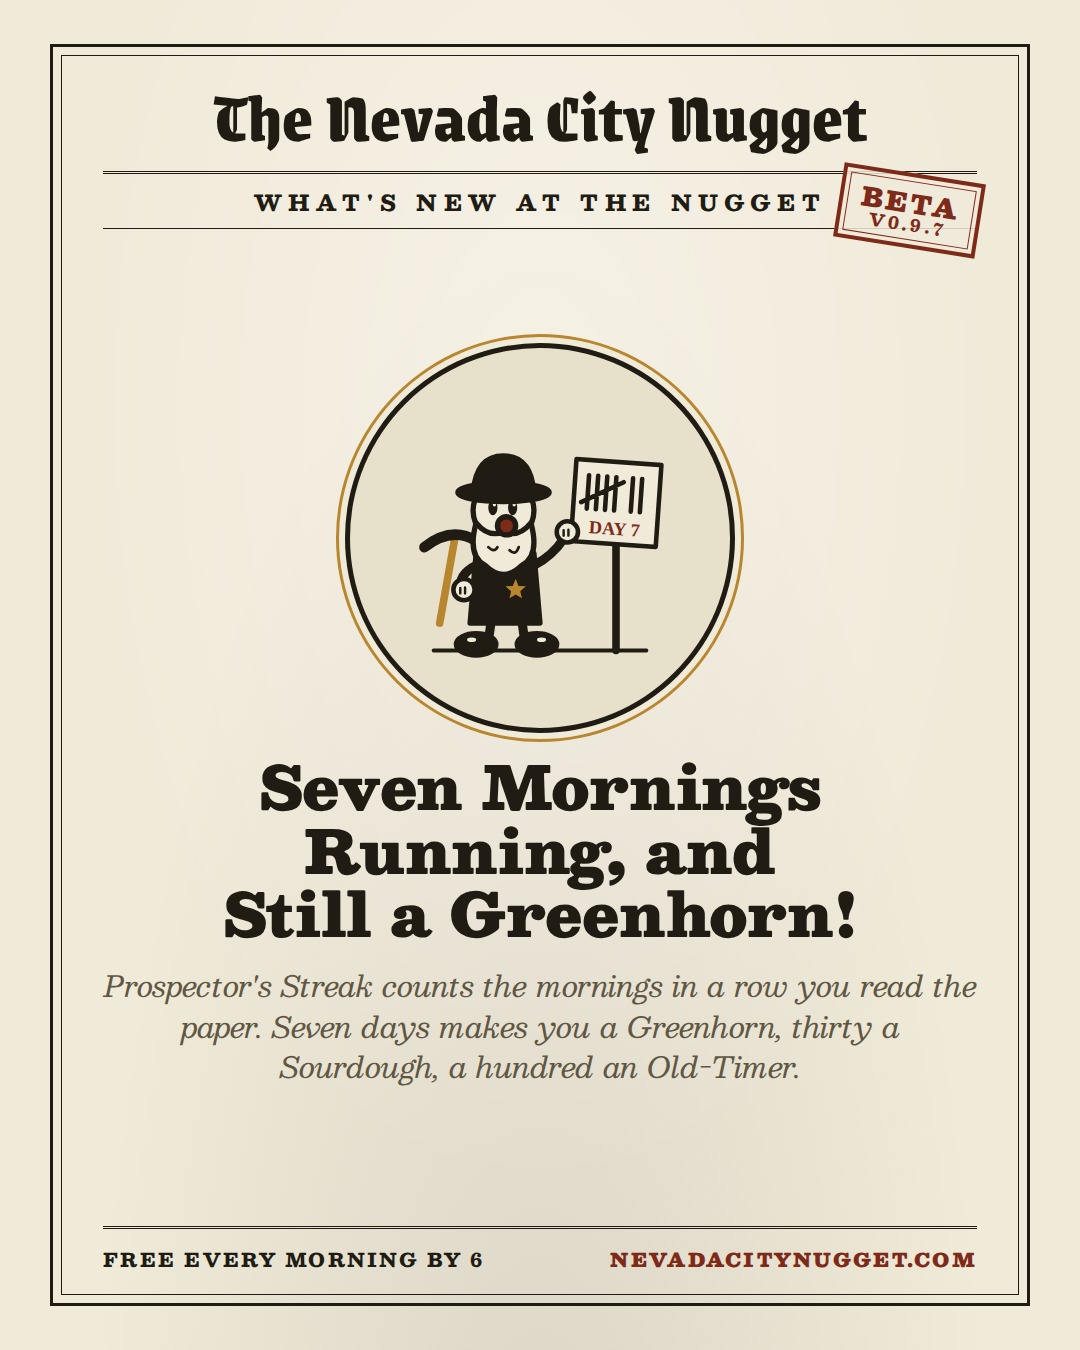 The Nevada City Nugget
WHAT'S NEW AT THE NUGGET
BETA
V0.9.7
DAY 7
Seven Mornings
Running, and
Still a Greenhorn!
Prospector's Streak counts the mornings in a row you read the
paper. Seven days makes you a Greenhorn, thirty a
Sourdough, a hundred an Old-Timer.
FREE EVERY MORNING BY 6
NEVADACITYNUGGET.COM